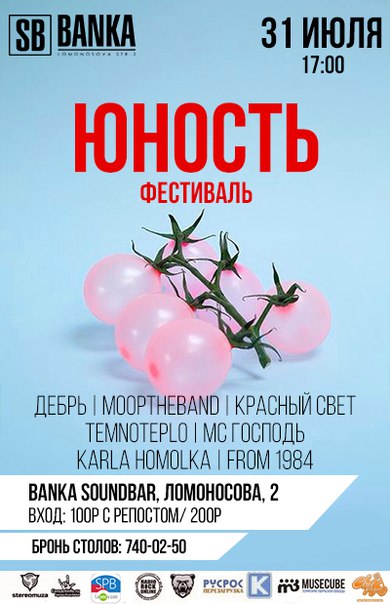 SB BANKA
LOMONOSOVA STR 2
31 ИЮЛЯ
17:00
ЮНОСТЬ
ФЕСТИВАЛЬ
ДЕБРЬ | MOOPTHEBAND | КРАСНЫЙ СВЕТ
TEMNOTEPLO | МС ГОСПОДЬ
KARLA HOMOLKA | FROM 1984
BANKA SOUNDBAR, ЛОМОНОСОВА, 2
ВХОД: 100Р С РЕПОСТОМ/ 200Р
БРОНЬ СТОЛОВ: 740-02-50
stereomuza
SPB
RADIO ROCK ONLINE
РУСРОС
ПЕРЕЗАГРУЗКА
К
MUSECUBE